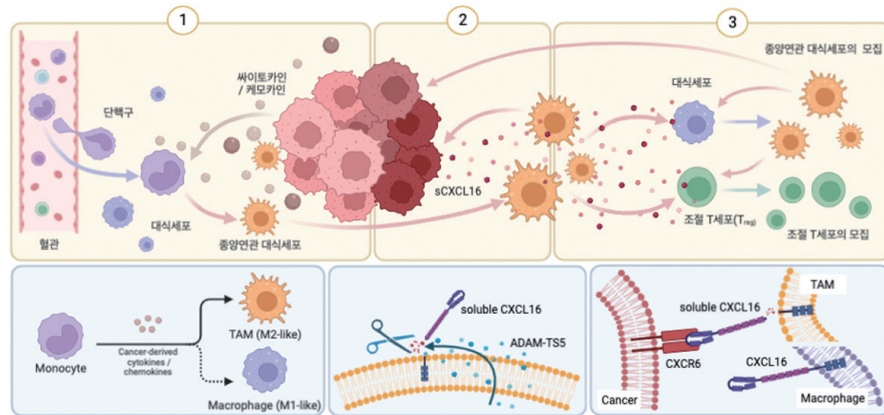 1
2
3
싸이토카인
/ 케모카인
단핵구
대식세포
종양연관 대식세포
혈관
sCXCL16
종양연관 대식세포의 모집
대식세포
조절 T세포(Treg)
조절 T세포의 모집
Monocyte
Cancer-derived
cytokines /
chemokines
TAM (M2-like)
Macrophage (M1-like)
soluble CXCL16
ADAM-TS5
TAM
soluble CXCL16
CXCR6
CXCL16
Cancer
Macrophage